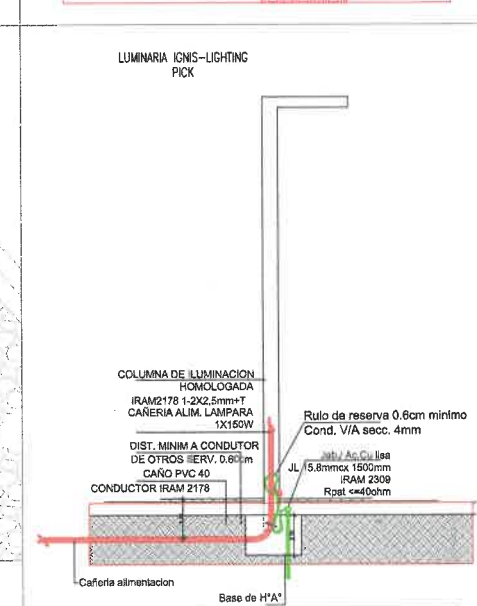 LUMINARIA IGNIS-LIGHTING
PICK
COLUMNA DE ILUMINACION
HOMOLOGADA
IRAM2178 1-2X2,5mm+T
CAÑERIA ALIM. LAMPARA
1X150W
DIST. MINIM A CONDUTOR
DE OTROS SERV. 0.60cm
CAÑO PVC 40
CONDUCTOR IRAM 2178
Rulo de reserva 0.6cm minimo
Cond. V/A secc. 4mm
Jab./ Ac.Cu lisa
JL 15.8mmcx 1500mm
IRAM 2309
Rpat <=40ohm
Cañeria alimentacion
Base de H°A°